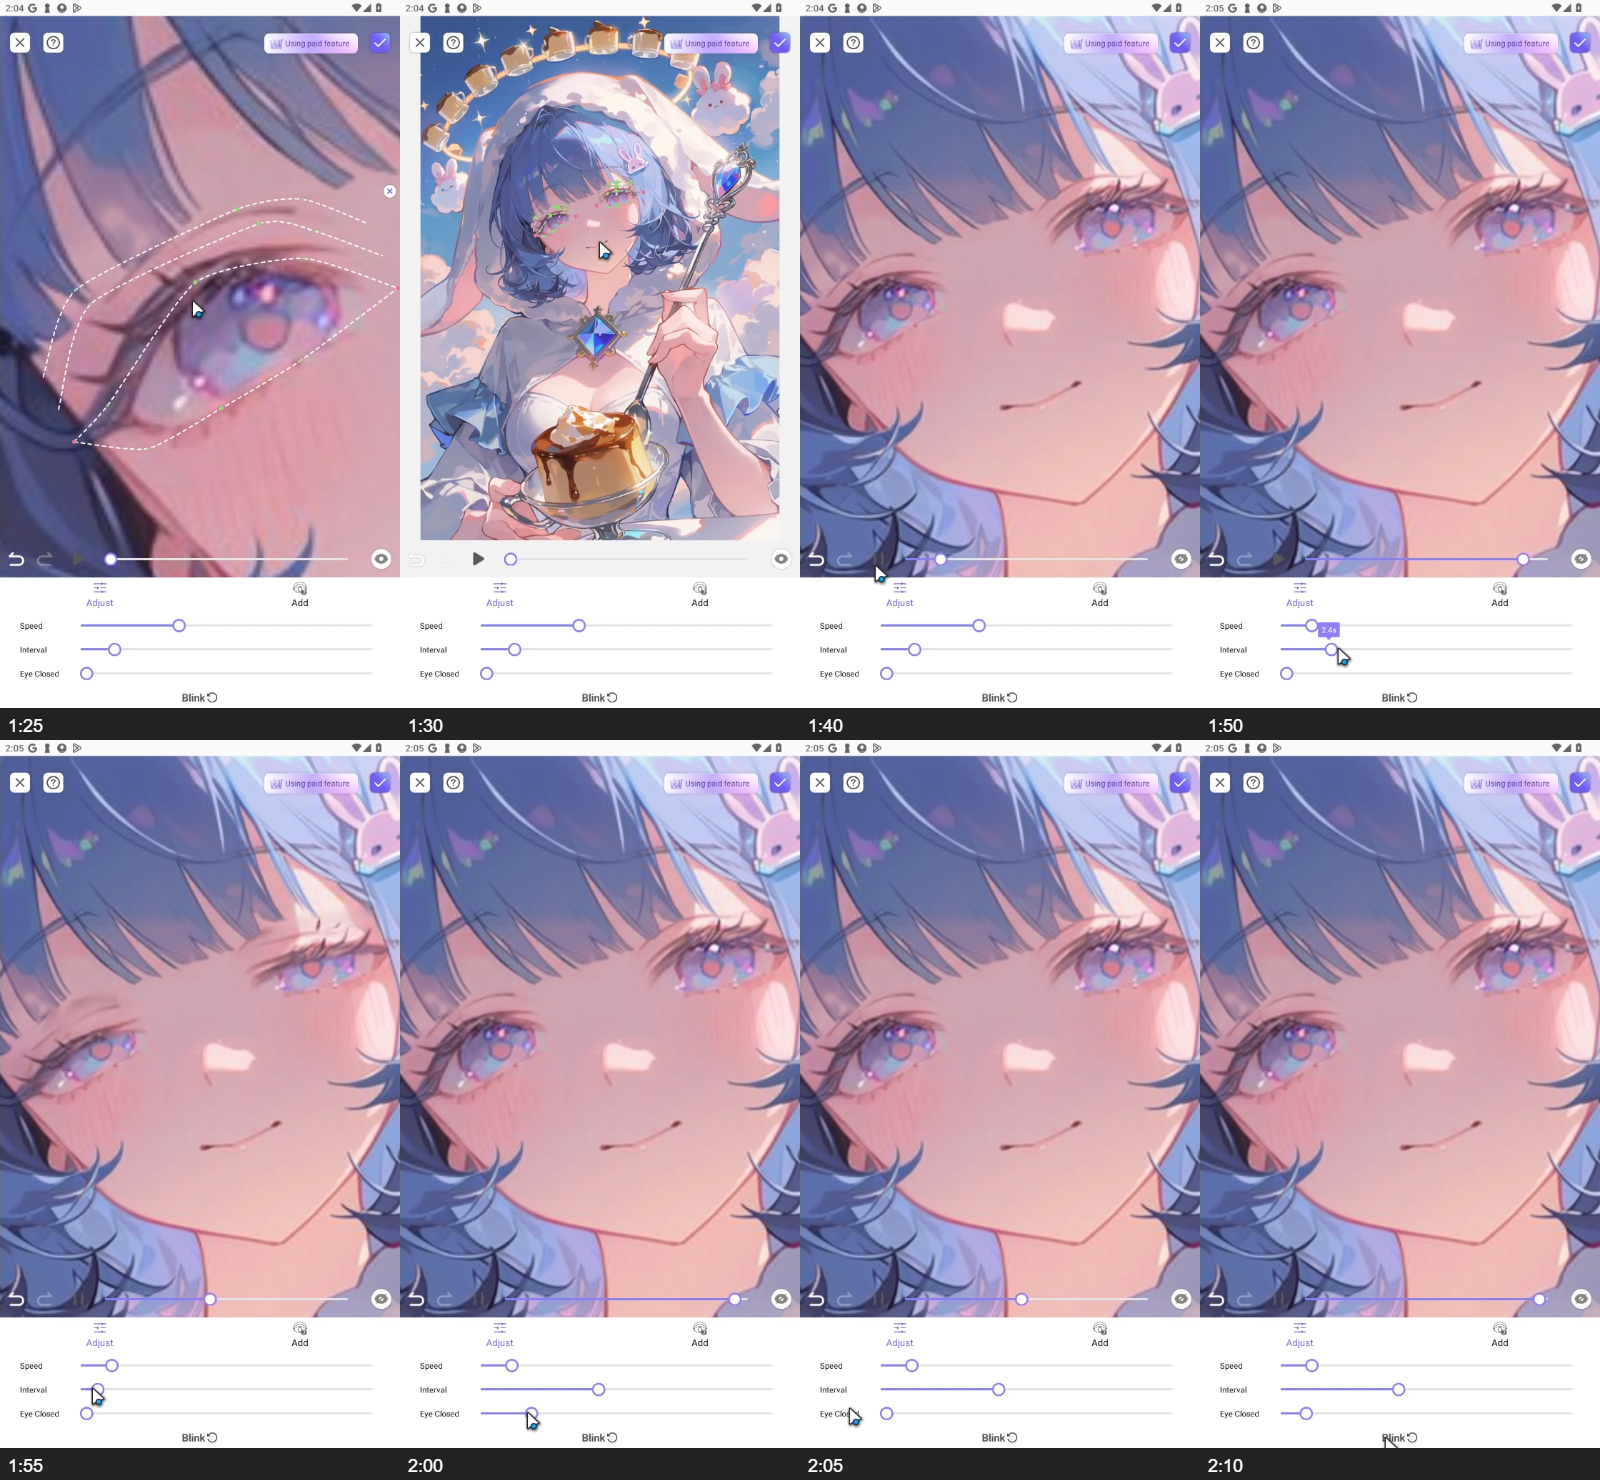 2:04
Using paid feature
Adjust
Add
Speed
Interval
Eye Closed
Blink
1:25
2:04
Using paid feature
Adjust
Add
Speed
Interval
Eye Closed
Blink
1:30
2:04
Using paid feature
Adjust
Add
Speed
Interval
Eye Closed
Blink
1:40
2:05
Using paid feature
Adjust
Add
Speed
2.4s
Interval
Eye Closed
Blink
1:50
2:05
Using paid feature
Adjust
Add
Speed
Interval
Eye Closed
Blink
1:55
2:05
Using paid feature
Adjust
Add
Speed
Interval
Eye Closed
Blink
2:00
2:05
Using paid feature
Adjust
Add
Speed
Interval
Eye Closed
Blink
2:05
2:05
Using paid feature
Adjust
Add
Speed
Interval
Eye Closed
Blink
2:10